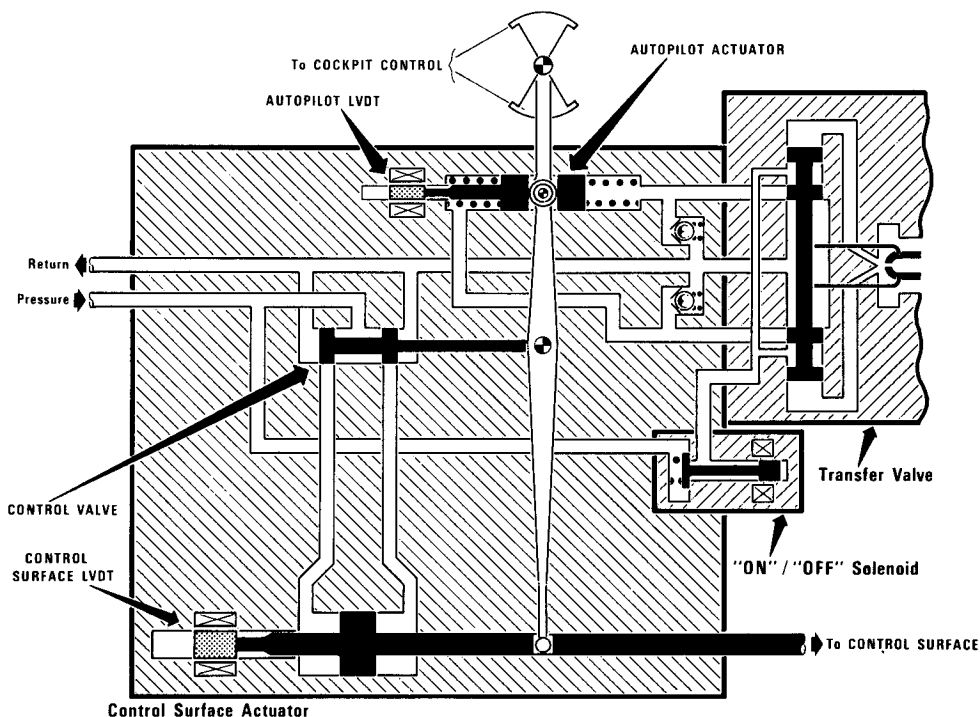 To COCKPIT CONTROL
AUTOPILOT ACTUATOR
AUTOPILOT LVDT
Return
Pressure
CONTROL VALVE
CONTROL
SURFACE LVDT
Transfer Valve
"ON" / "OFF" Solenoid
To CONTROL SURFACE
Control Surface Actuator